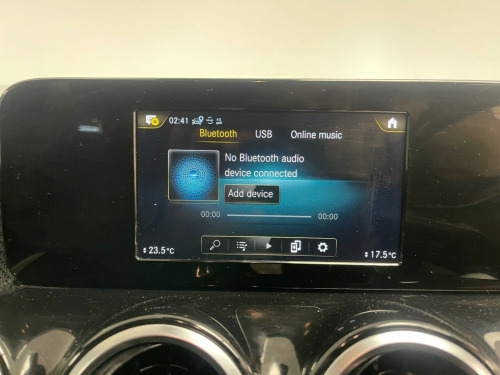 02:41
Bluetooth USB Online music
No Bluetooth audio
device connected
Add device
00:00 00:00
23.5°C 17.5°C